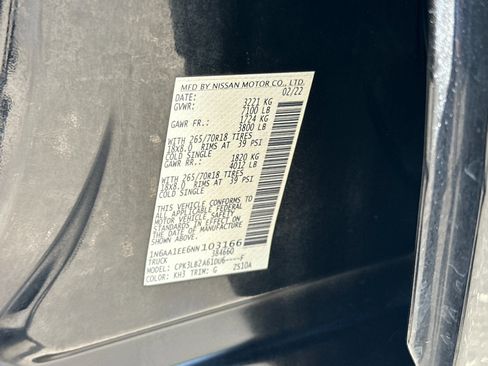 MFD BY NISSAN MOTOR CO., LTD.
DATE: 02/22
GVWR: 3221 KG
7100 LB
GAWR FR.: 1724 KG
3800 LB
WITH 265/70R18 TIRES
18X8.0 RIMS AT 39 PSI
COLD SINGLE
GAWR RR.: 1820 KG
4012 LB
WITH 265/70R18 TIRES
18X8.0 RIMS AT 39 PSI
COLD SINGLE
THIS VEHICLE CONFORMS
TO ALL APPLICABLE FEDERAL
MOTOR VEHICLE SAFETY
STANDARDS IN EFFECT ON
THE DATE OF MANUFACTURE
SHOWN ABOVE
1N6AA1EE6NN103166
TRUCK 384660
MODEL: CPK3LB2A61DU6----F
COLOR: KH3 TRIM: G 2S10A